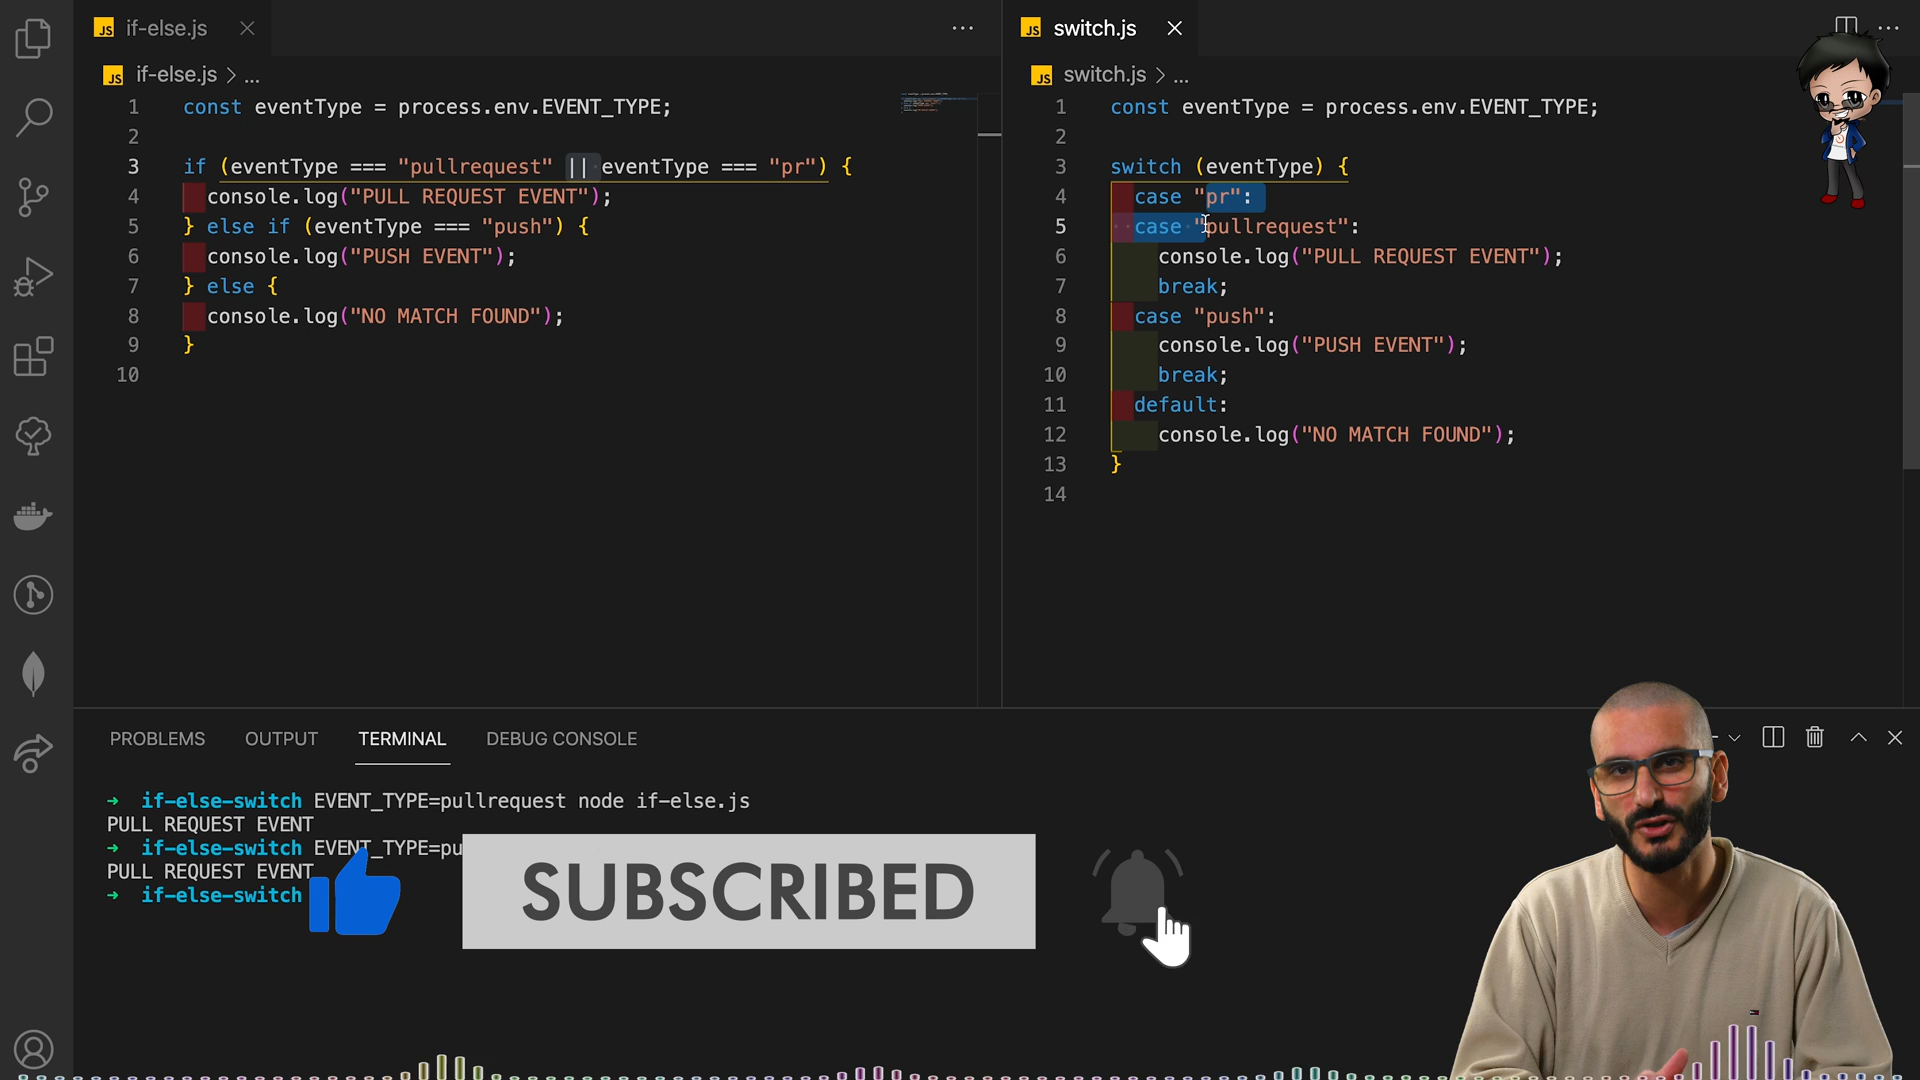 JS if-else.js
JS if-else.js > ...
1 const eventType = process.env.EVENT_TYPE;
2
3 if (eventType === "pullrequest" || eventType === "pr") {
4 console.log("PULL REQUEST EVENT");
5 } else if (eventType === "push") {
6 console.log("PUSH EVENT");
7 } else {
8 console.log("NO MATCH FOUND");
9 }
10
JS switch.js
JS switch.js > ...
1 const eventType = process.env.EVENT_TYPE;
2
3 switch (eventType) {
4 case "pr":
5 case "pullrequest":
6 console.log("PULL REQUEST EVENT");
7 break;
8 case "push":
9 console.log("PUSH EVENT");
10 break;
11 default:
12 console.log("NO MATCH FOUND");
13 }
14
PROBLEMS OUTPUT TERMINAL DEBUG CONSOLE
➜ if-else-switch EVENT_TYPE=pullrequest node if-else.js
PULL REQUEST EVENT
➜ if-else-switch EVENT_TYPE=pu
PULL REQUEST EVENT
➜ if-else-switch
SUBSCRIBED